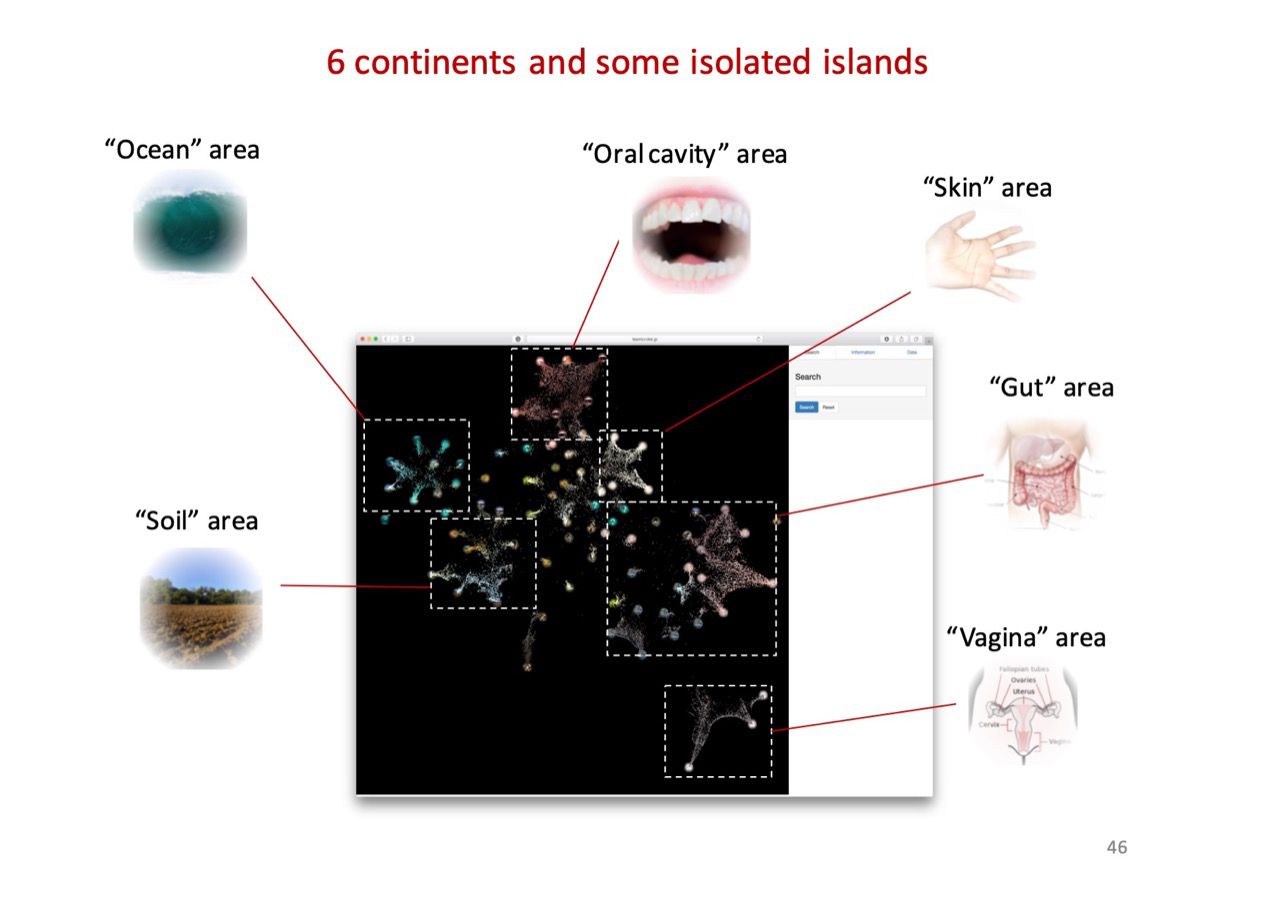 6 continents and some isolated islands
“Ocean” area
“Oral cavity” area
“Skin” area
Search
Information
Data
Search
Search
Reset
“Gut” area
“Soil” area
“Vagina” area
Fallopian tubes
Ovaries
Uterus
Cervix
Vagina
46